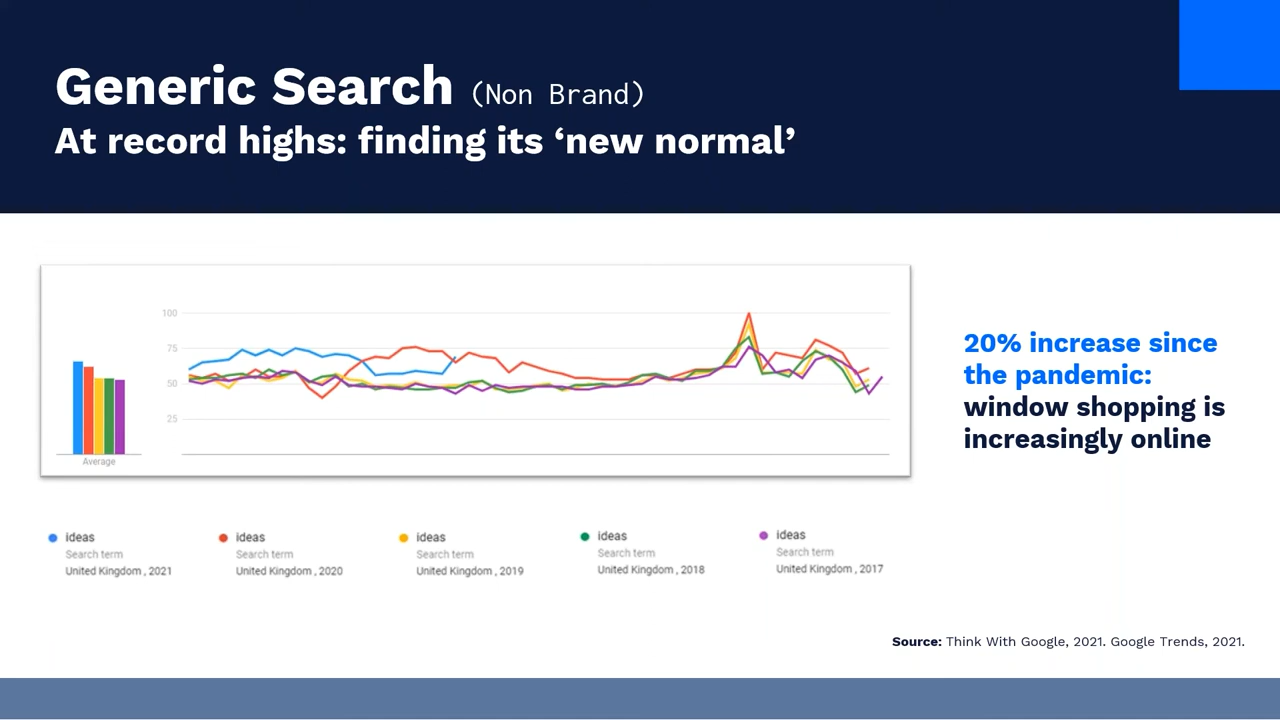 Generic Search (Non Brand)
At record highs: finding its ‘new normal’
100
75
50
25
Average
20% increase since
the pandemic:
window shopping is
increasingly online
ideas
Search term
United Kingdom , 2021
ideas
Search term
United Kingdom , 2020
ideas
Search term
United Kingdom , 2019
ideas
Search term
United Kingdom , 2018
ideas
Search term
United Kingdom , 2017
Source: Think With Google, 2021. Google Trends, 2021.